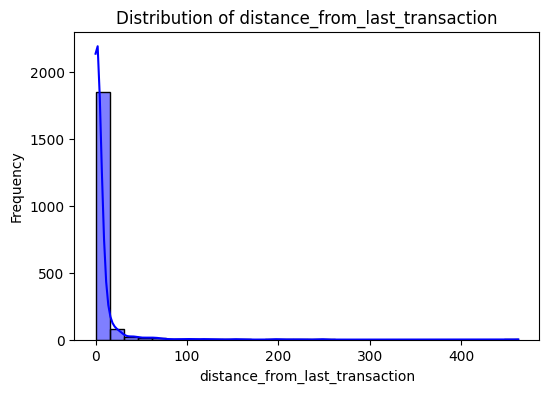 Distribution of distance_from_last_transaction
2000
1500
1000
500
0
Frequency
0 100 200 300 400
distance_from_last_transaction